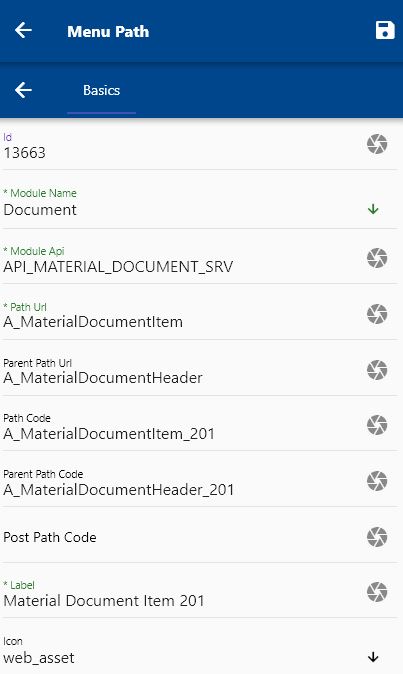 Menu Path
Basics
Id
13663
* Module Name
Document
* Module Api
API_MATERIAL_DOCUMENT_SRV
* Path Url
A_MaterialDocumentItem
Parent Path Url
A_MaterialDocumentHeader
Path Code
A_MaterialDocumentItem_201
Parent Path Code
A_MaterialDocumentHeader_201
Post Path Code
* Label
Material Document Item 201
Icon
web_asset